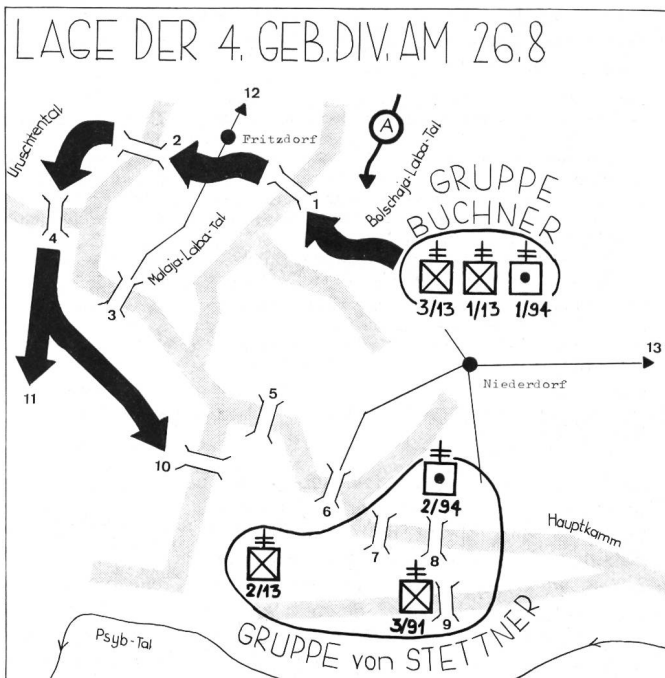 LAGE DER 4. GEB.DIV. AM 26.8
12
Uruschtental
2
Fritzdorf
A
Bolschaja-Laba-Tal
1
GRUPPE
BUCHNER
4
Malaja-Laba-Tal
3
3/13
1/13
1/94
13
Niederdorf
11
5
10
6
2/94
7
8
Hauptkamm
2/13
3/91
9
Psyb-Tal
GRUPPE von STETTNER